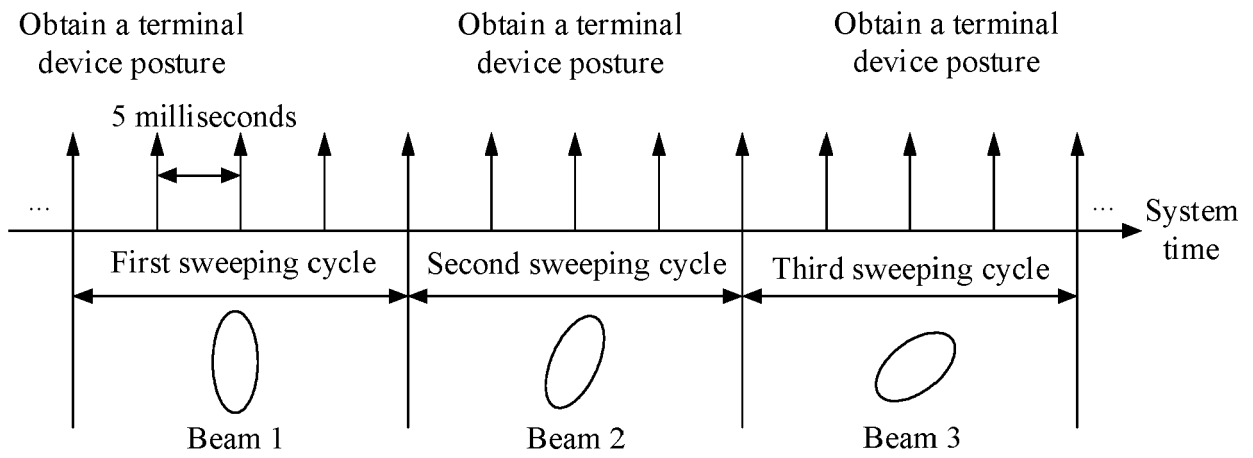 Obtain a terminal
device posture
Obtain a terminal
device posture
Obtain a terminal
device posture
5 milliseconds
...
...
System
time
First sweeping cycle
Second sweeping cycle
Third sweeping cycle
Beam 1
Beam 2
Beam 3